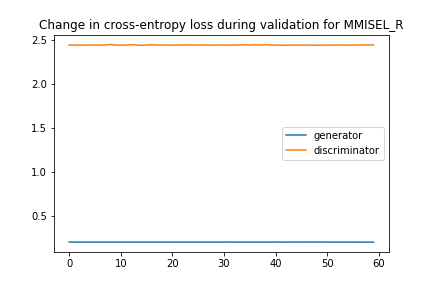 Change in cross-entropy loss during validation for MMISEL_R
2.5
2.0
1.5
1.0
0.5
generator
discriminator
0 10 20 30 40 50 60